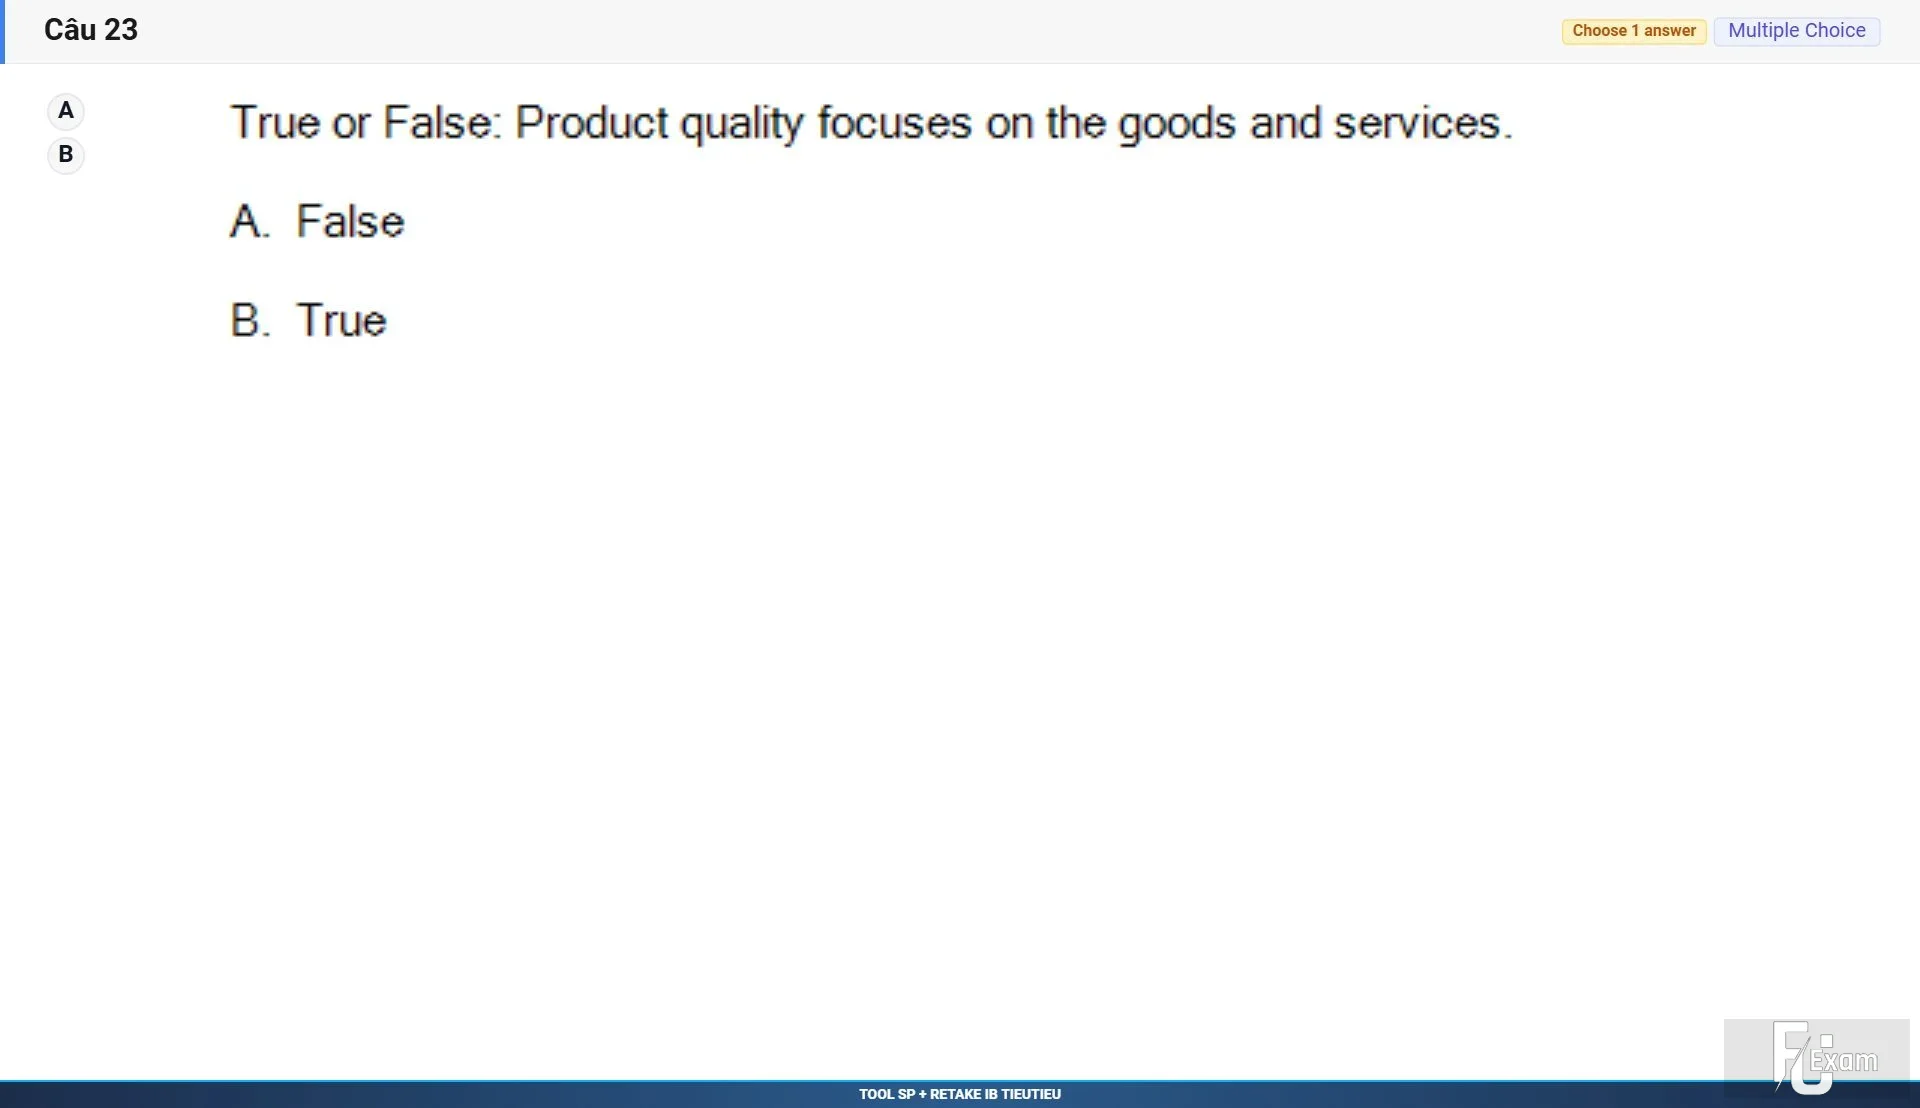 Câu 23
Choose 1 answer
Multiple Choice
A
B
True or False: Product quality focuses on the goods and services.
A. False
B. True
FU Exam
TOOL SP + RETAKE IB TIEUTIEU